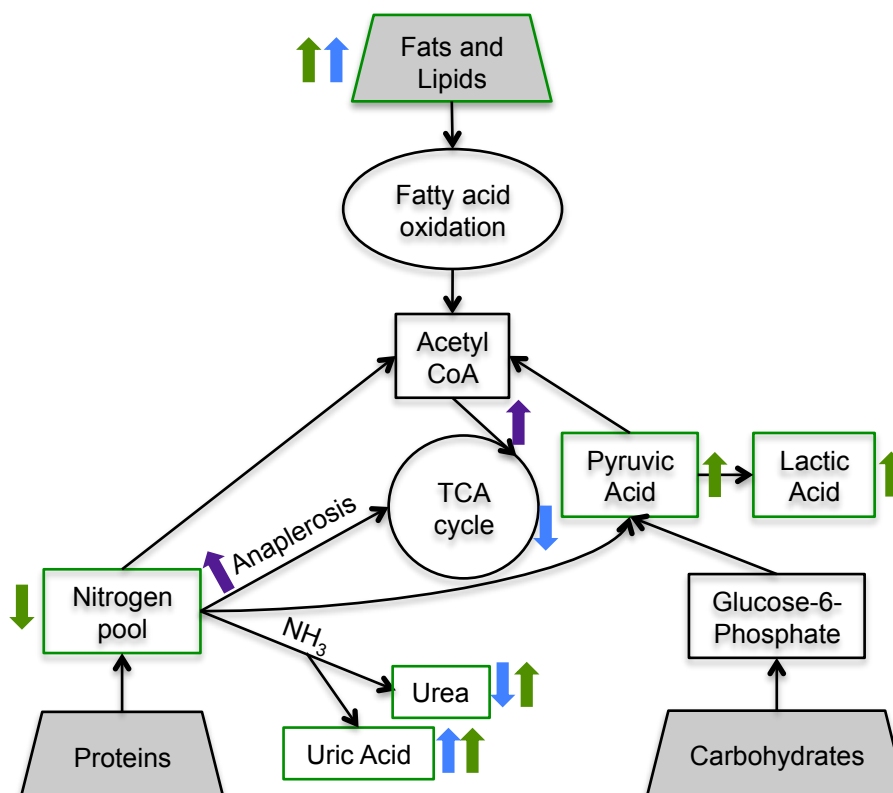 Fats and
Lipids
Fatty acid
oxidation
Acetyl
CoA
Pyruvic
Acid
Lactic
Acid
TCA
cycle
Anaplerosis
Nitrogen
pool
Glucose-6-
Phosphate
NH₃
Urea
Uric Acid
Proteins
Carbohydrates